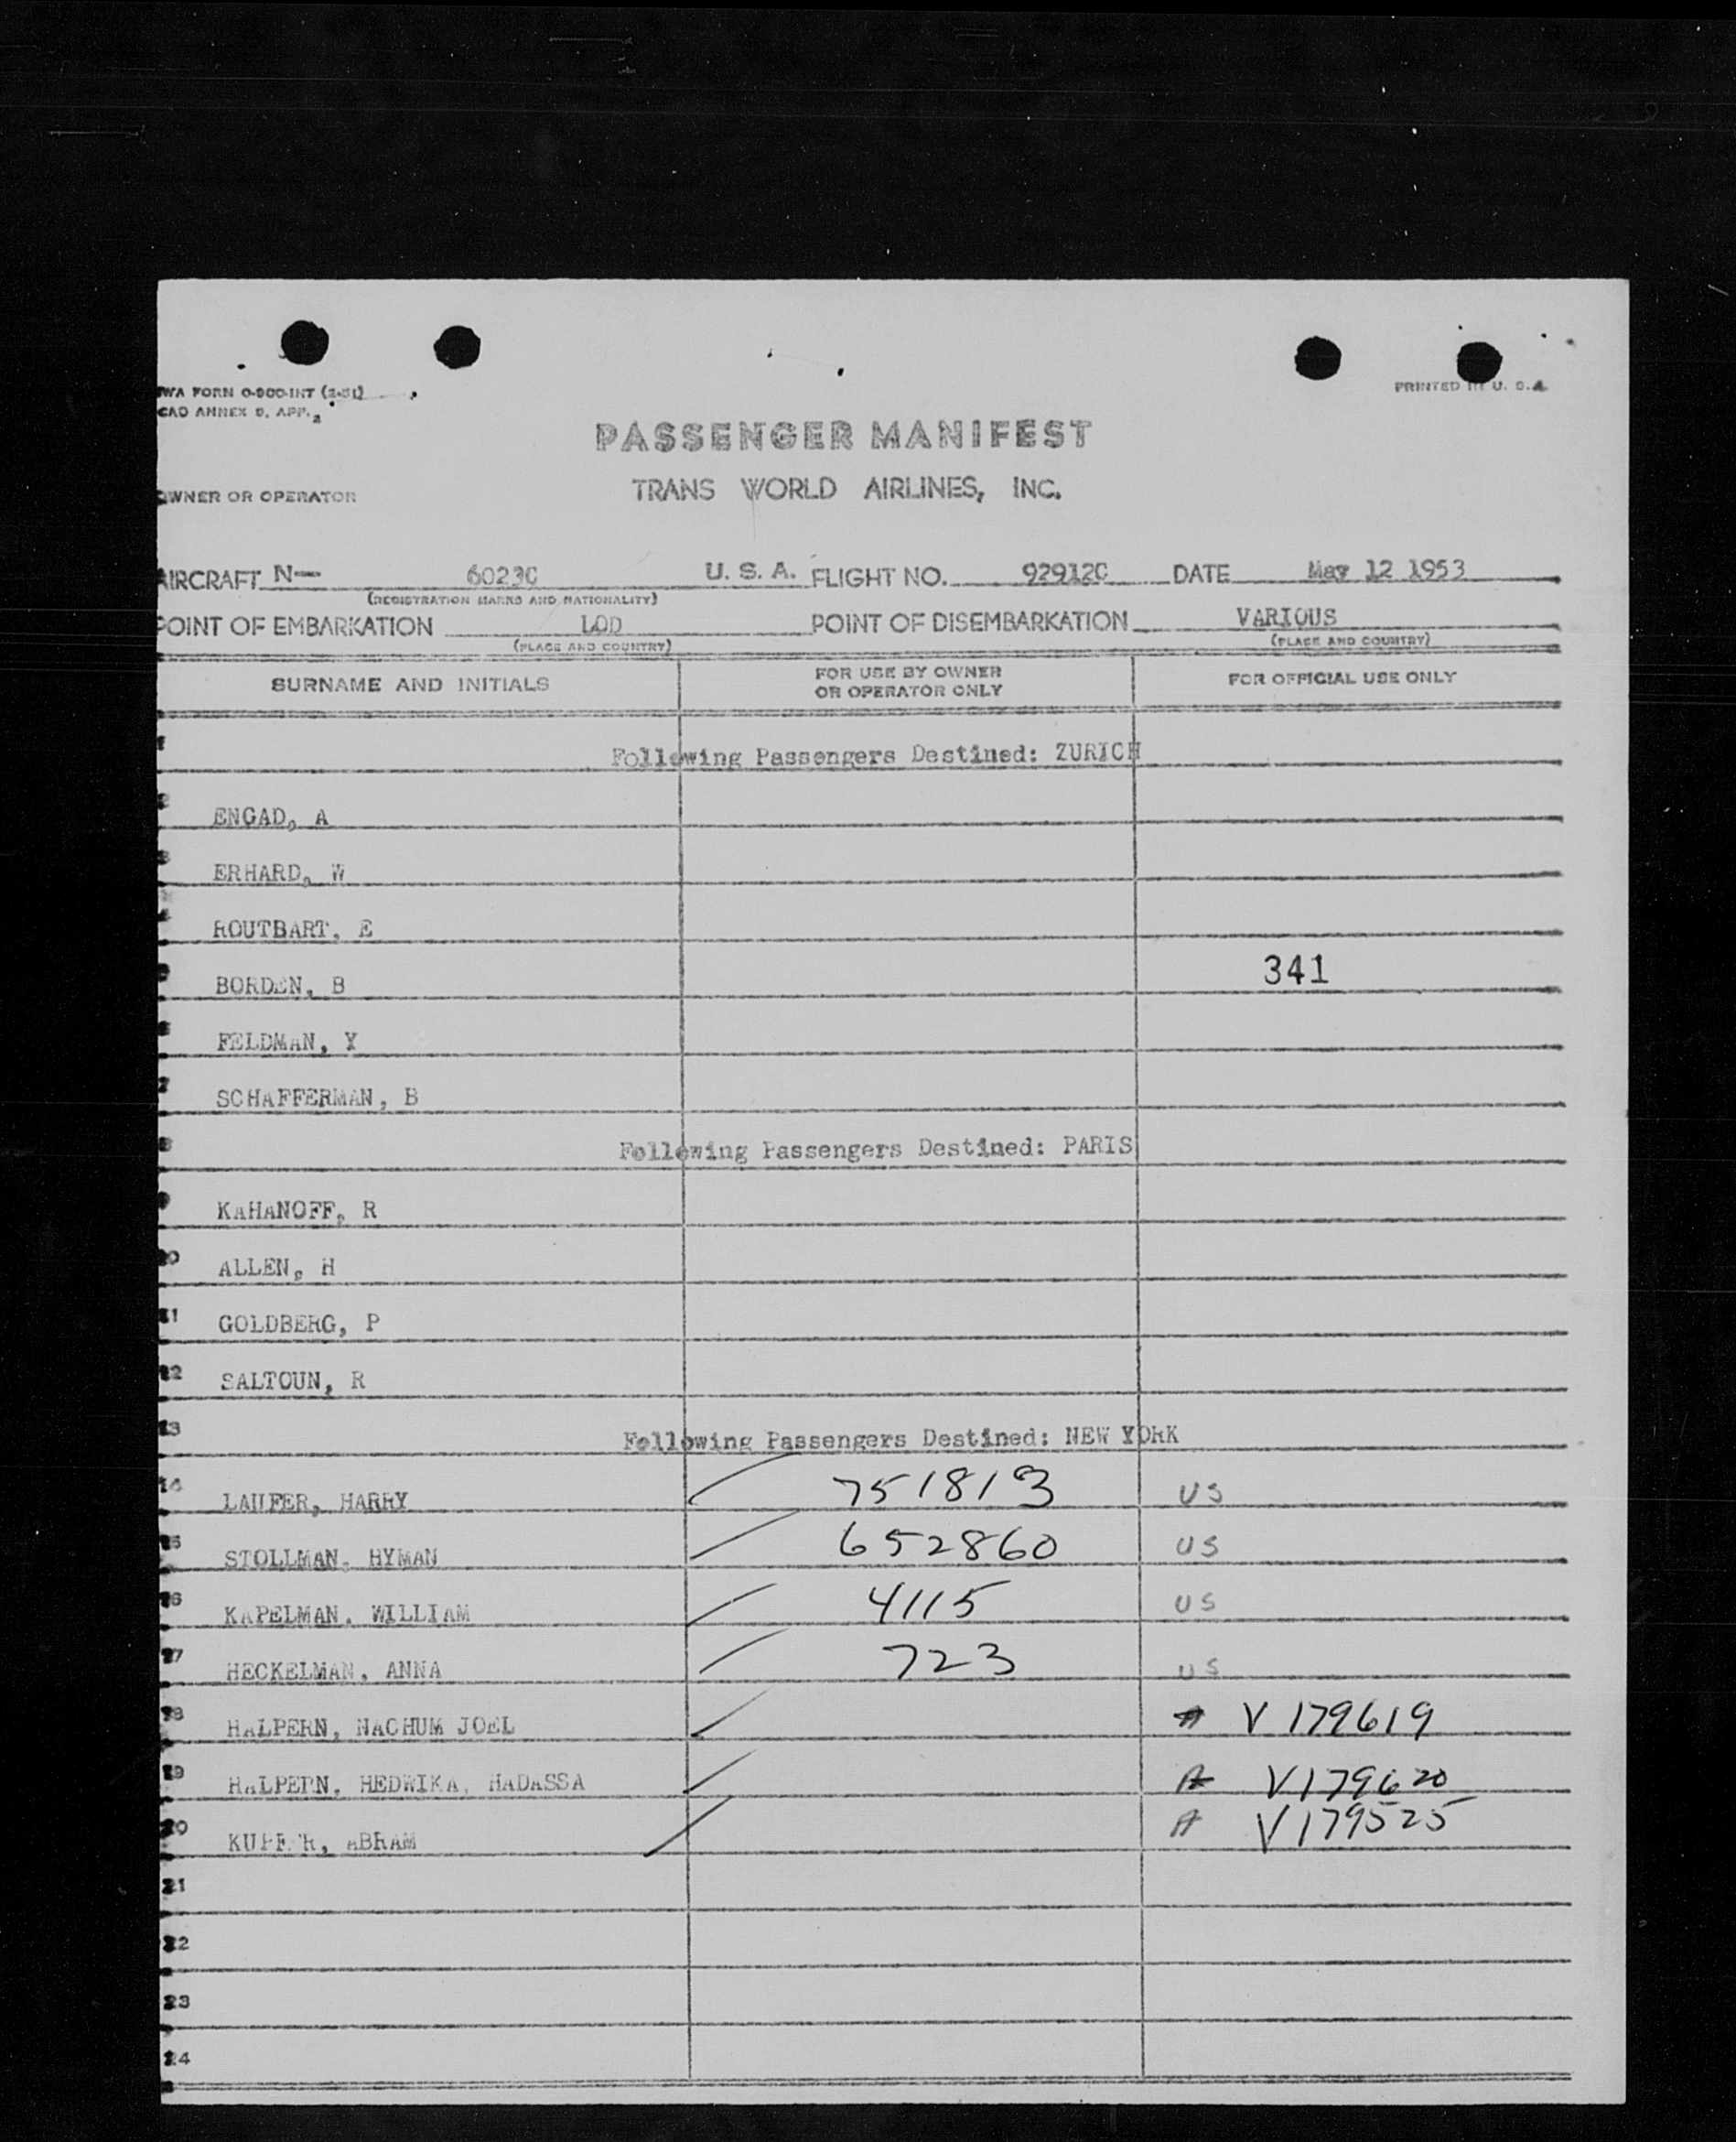 TWA FORM O-900-INT (2-51)
CAO ANNEX 9, APP. 2
PRINTED IN U. S. A.
PASSENGER MANIFEST
OWNER OR OPERATOR
TRANS WORLD AIRLINES, INC.
AIRCRAFT N— 6023C U. S. A. FLIGHT NO. 92912C DATE May 12 1953
(REGISTRATION MARKS AND NATIONALITY)
POINT OF EMBARKATION LOD POINT OF DISEMBARKATION VARIOUS
(PLACE AND COUNTRY) (PLACE AND COUNTRY)
SURNAME AND INITIALS FOR USE BY OWNER OR OPERATOR ONLY FOR OFFICIAL USE ONLY
1 Following Passengers Destined: ZURICH
2 ENGAD, A
3 ERHARD, W
4 ROUTBART, E
5 BORDEN, B 341
6 FELDMAN, Y
7 SCHAFFERMAN, B
8 Following Passengers Destined: PARIS
9 KAHANOFF, R
10 ALLEN, H
11 GOLDBERG, P
12 SALTOUN, R
13 Following Passengers Destined: NEW YORK
14 LAUFER, HARRY 751813 US
15 STOLLMAN, HYMAN 652860 US
16 KAPELMAN, WILLIAM 4115 US
17 HECKELMAN, ANNA 723 US
18 HALPERN, NACHUM JOEL A V 179619
19 HALPERN, HEDWIKA, HADASSA A V179620
20 ABRAM A V179525
21
22
23
24